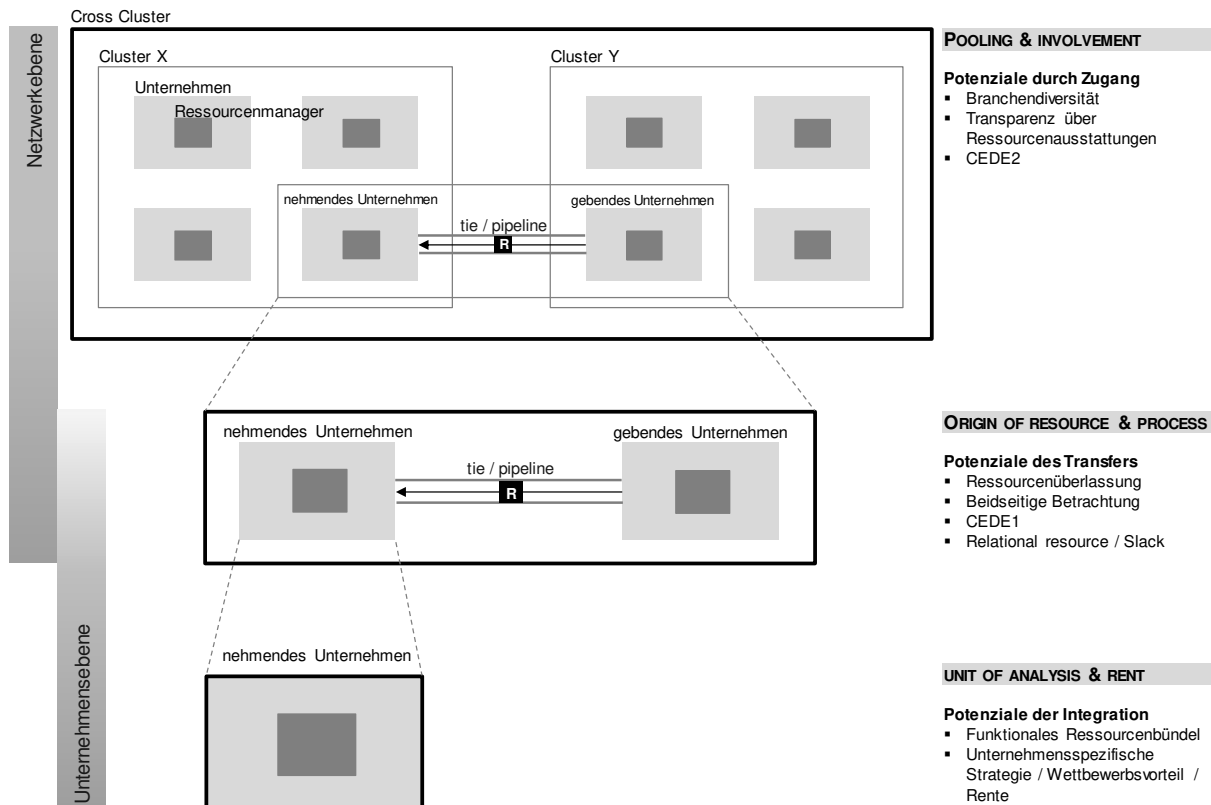 Cross Cluster
Netzwerkebene
Cluster X
Cluster Y
Unternehmen
Ressourcenmanager
nehmendes Unternehmen
gebendes Unternehmen
tie / pipeline
R
POOLING & INVOLVEMENT
Potenziale durch Zugang
▪ Branchendiversität
▪ Transparenz über
Ressourcenausstattungen
▪ CEDE2
nehmendes Unternehmen
gebendes Unternehmen
tie / pipeline
R
ORIGIN OF RESOURCE & PROCESS
Potenziale des Transfers
▪ Ressourcenüberlassung
▪ Beidseitige Betrachtung
▪ CEDE1
▪ Relational resource / Slack
Unternehmensebene
nehmendes Unternehmen
UNIT OF ANALYSIS & RENT
Potenziale der Integration
▪ Funktionales Ressourcenbündel
▪ Unternehmensspezifische
Strategie / Wettbewerbsvorteil /
Rente